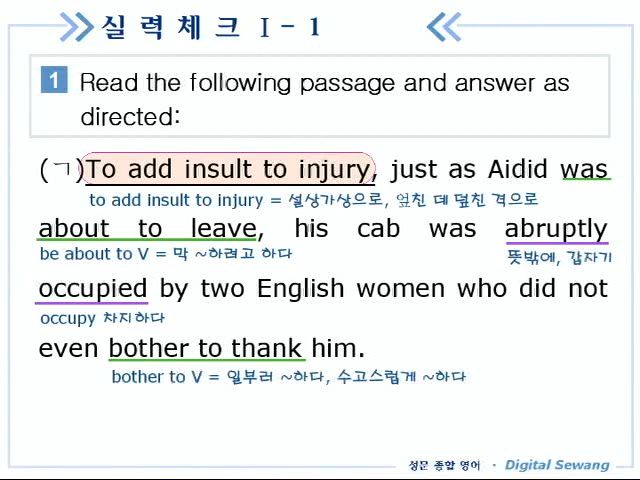 실 력 체 크 I - 1
1 Read the following passage and answer as
directed:
(ㄱ)To add insult to injury, just as Aidid was
to add insult to injury = 설상가상으로, 엎친 데 덮친 격으로
about to leave, his cab was abruptly
be about to V = 막 ~하려고 하다 뜻밖에, 갑자기
occupied by two English women who did not
occupy 차지하다
even bother to thank him.
bother to V = 일부러 ~하다, 수고스럽게 ~하다
성문 종합 영어 · Digital Sewang